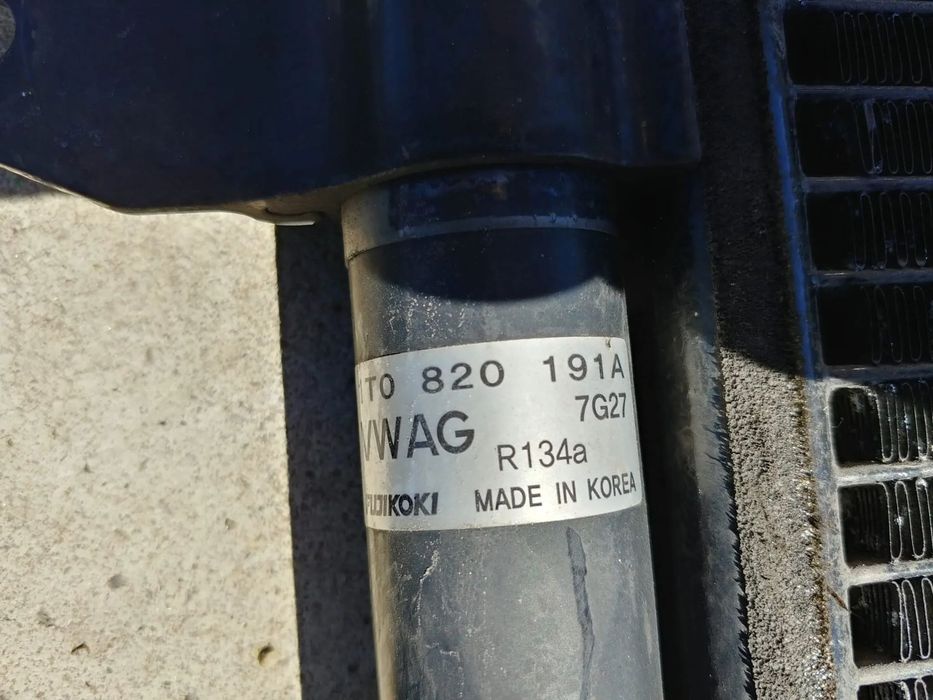 1T0 820 191A
7G27
VWAG
R134a
FUJIKOKI MADE IN KOREA